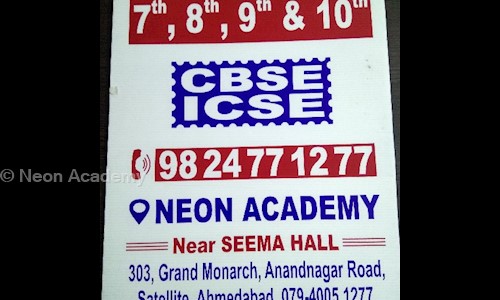 7th, 8th, 9th & 10th
CBSE
ICSE
98 24 77 12 77
© Neon Academy
NEON ACADEMY
Near SEEMA HALL
303, Grand Monarch, Anandnagar Road,
Satellite, Ahmedabad. 079-4005 1277